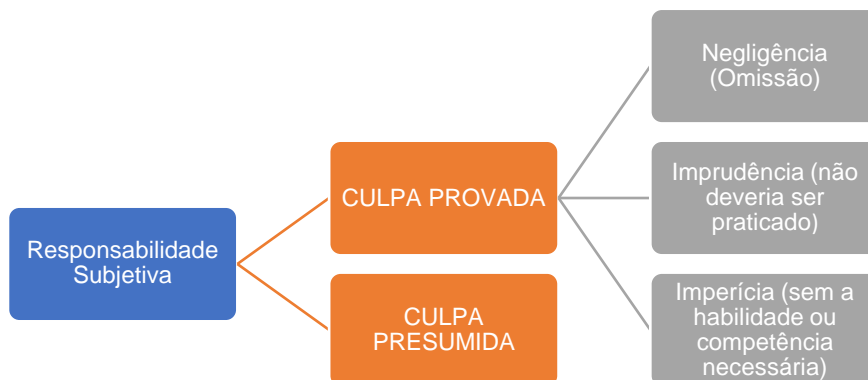 Responsabilidade
Subjetiva
CULPA PROVADA
CULPA
PRESUMIDA
Negligência
(Omissão)
Imprudência (não
deveria ser
praticado)
Imperícia (sem a
habilidade ou
competência
necessária)